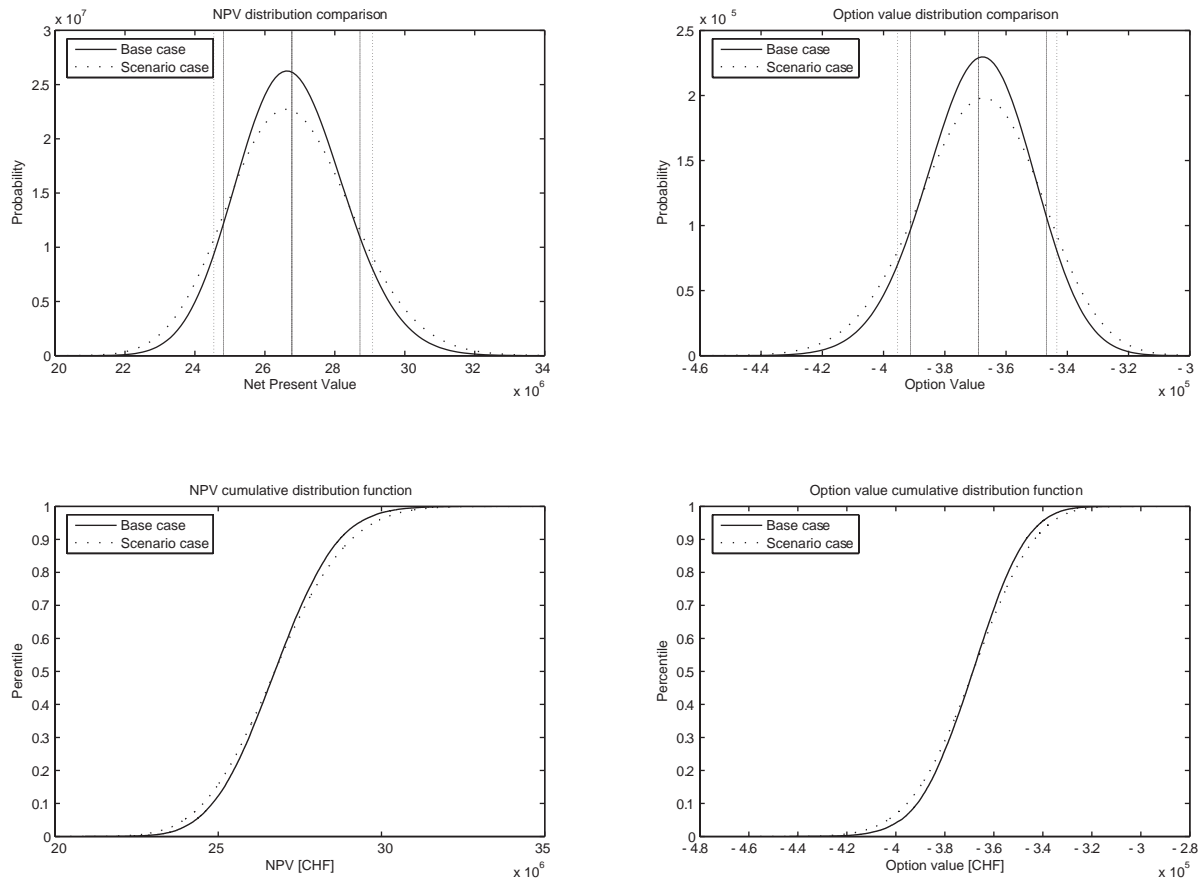 NPV distribution comparison
x 10^7
3
2.5
2
1.5
1
0.5
0
Probability
Base case
Scenario case
20 22 24 26 28 30 32 34
Net Present Value
x 10^6
Option value distribution comparison
x 10^5
2.5
2
1.5
1
0.5
0
Probability
Base case
Scenario case
-4.6 -4.4 -4.2 -4 -3.8 -3.6 -3.4 -3.2 -3
Option Value
x 10^5
NPV cumulative distribution function
1
0.9
0.8
0.7
0.6
0.5
0.4
0.3
0.2
0.1
0
Perentile
Base case
Scenario case
20 25 30 35
NPV [CHF]
x 10^6
Option value cumulative distribution function
1
0.9
0.8
0.7
0.6
0.5
0.4
0.3
0.2
0.1
0
Percentile
Base case
Scenario case
-4.8 -4.6 -4.4 -4.2 -4 -3.8 -3.6 -3.4 -3.2 -3 -2.8
Option value [CHF]
x 10^5